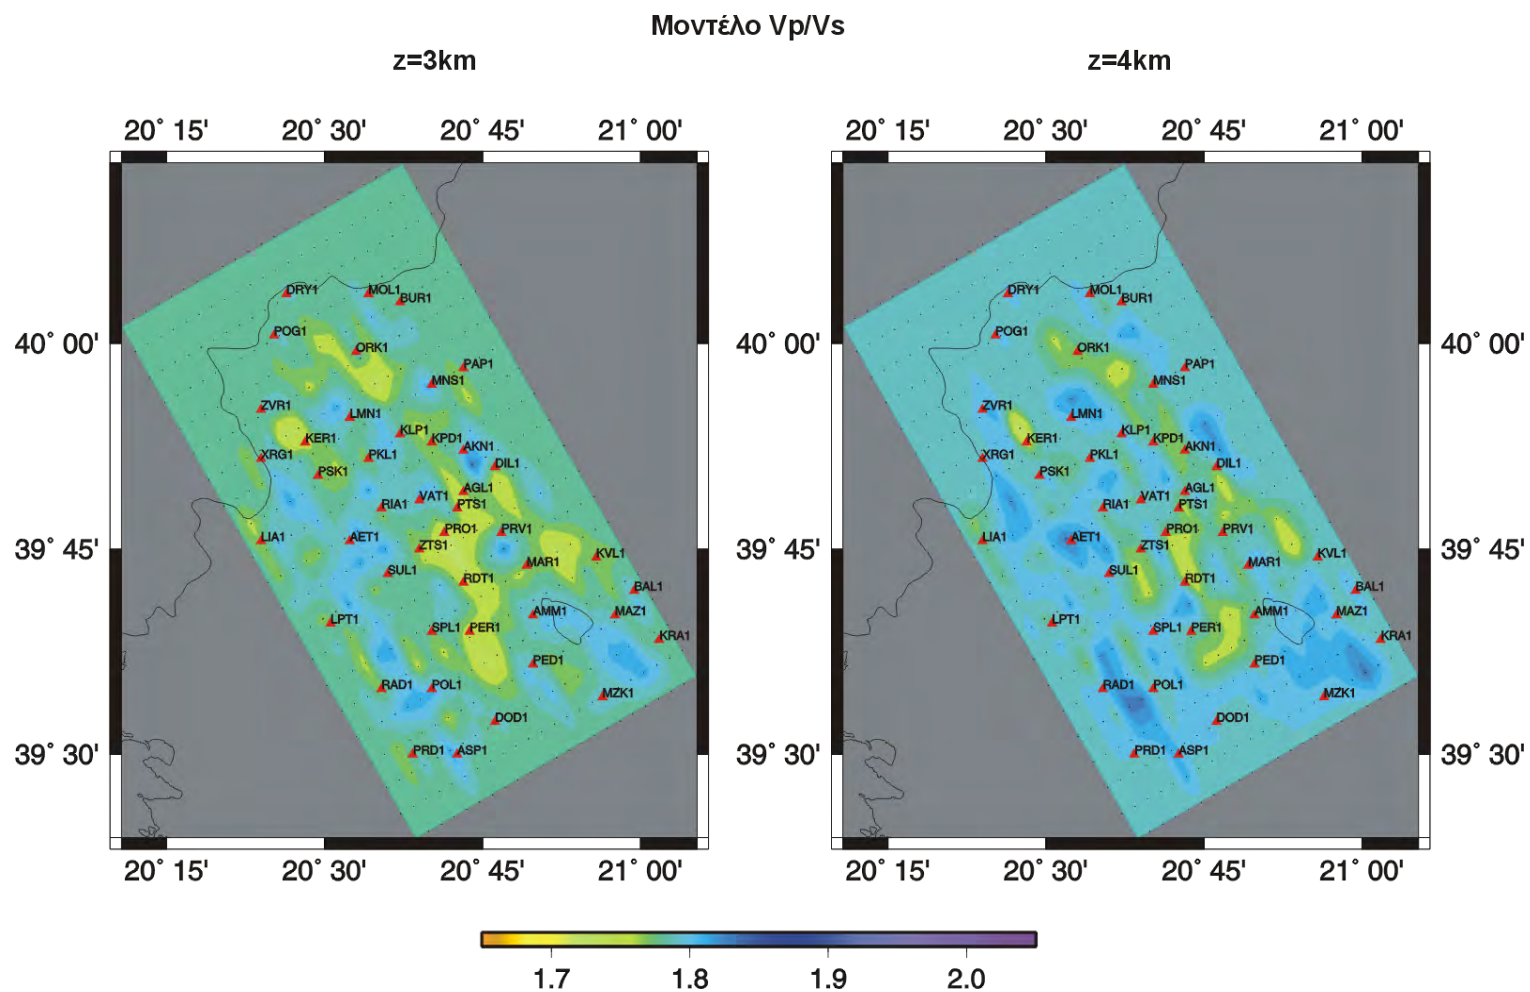 Μοντέλο Vp/Vs
z=3km
z=4km
20° 15' 20° 30' 20° 45' 21° 00'
20° 15' 20° 30' 20° 45' 21° 00'
DRY1
MOL1
BUR1
POG1
40° 00'
ORK1
PAP1
MNS1
ZVR1
LMN1
KLP1
KER1
KPD1
AKN1
XRG1
PKL1
DIL1
PSK1
AGL1
VAT1
RIA1
PTS1
PRO1
PRV1
LIA1
AET1
39° 45'
ZTS1
KVL1
MAR1
SUL1
RDT1
BAL1
AMM1
MAZ1
LPT1
SPL1
PER1
KRA1
PED1
RAD1
POL1
MZK1
DOD1
39° 30'
PRD1
ASP1
DRY1
MOL1
BUR1
POG1
40° 00'
40° 00'
ORK1
PAP1
MNS1
ZVR1
LMN1
KLP1
KER1
KPD1
AKN1
XRG1
PKL1
DIL1
PSK1
AGL1
VAT1
RIA1
PTS1
PRO1
PRV1
LIA1
AET1
39° 45'
39° 45'
ZTS1
KVL1
MAR1
SUL1
RDT1
BAL1
AMM1
MAZ1
LPT1
SPL1
PER1
KRA1
PED1
RAD1
POL1
MZK1
DOD1
39° 30'
39° 30'
PRD1
ASP1
20° 15' 20° 30' 20° 45' 21° 00'
20° 15' 20° 30' 20° 45' 21° 00'
1.7 1.8 1.9 2.0